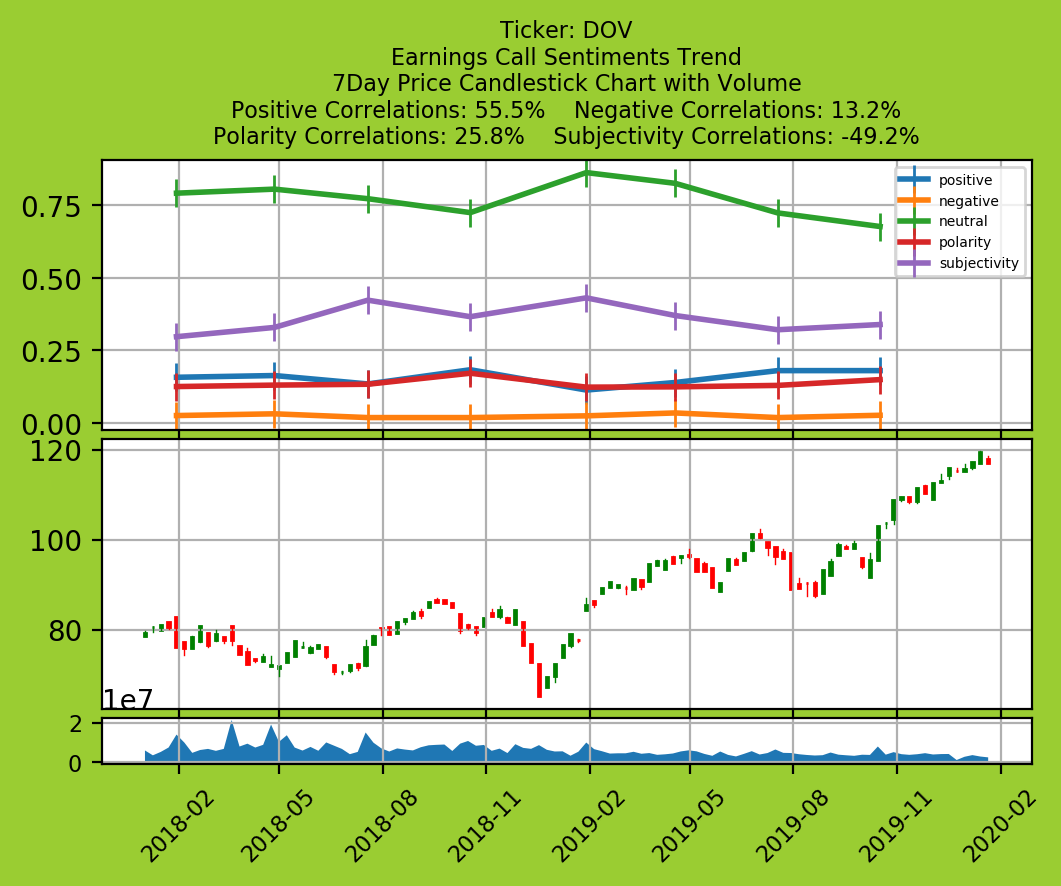 Ticker: DOV
Earnings Call Sentiments Trend
7Day Price Candlestick Chart with Volume
Positive Correlations: 55.5%    Negative Correlations: 13.2%
Polarity Correlations: 25.8%    Subjectivity Correlations: -49.2%
0.75
0.50
0.25
0.00
positive
negative
neutral
polarity
subjectivity
120
100
80
1e7
2
0
2018-02
2018-05
2018-08
2018-11
2019-02
2019-05
2019-08
2019-11
2020-02